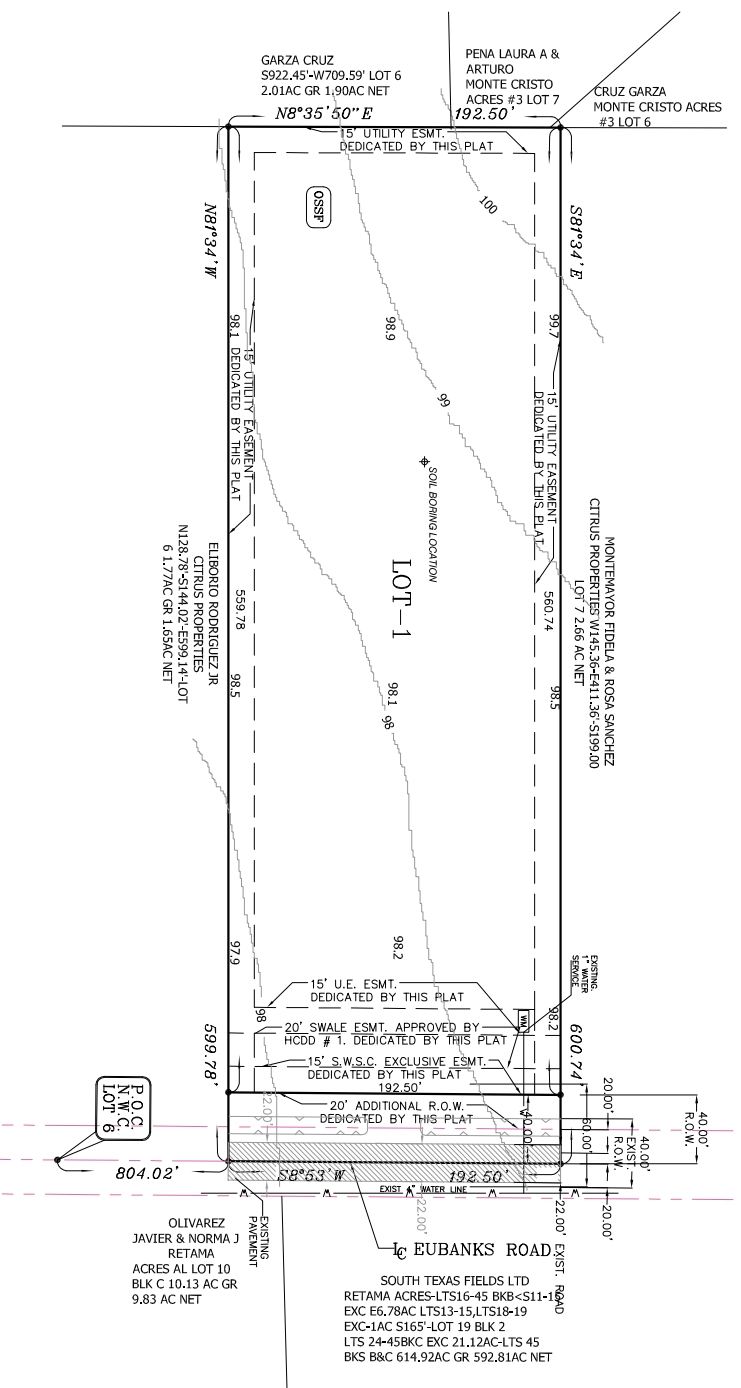 GARZA CRUZ
S922.45'-W709.59' LOT 6
2.01AC GR 1.90AC NET
PENA LAURA A &
ARTURO
MONTE CRISTO
ACRES #3 LOT 7
CRUZ GARZA
MONTE CRISTO ACRES
#3 LOT 6
N8°35'50"E
192.50'
15' UTILITY ESMT.
DEDICATED BY THIS PLAT
OSSF
100
N81°34'W
S81°34'E
98.1
98.9
99.7
15' UTILITY EASEMENT
DEDICATED BY THIS PLAT
99
15' UTILITY EASEMENT
DEDICATED BY THIS PLAT
SOIL BORING LOCATION
MONTEMAYOR FIDELA & ROSA SANCHEZ
CITRUS PROPERTIES W145.36-E411.36'-S199.00
LOT 7 2.66 AC NET
ELIBORIO RODRIGUEZ JR
CITRUS PROPERTIES
N128.78'-S144.02'-E599.14'-LOT
6 1.77AC GR 1.65AC NET
LOT-1
559.78
560.74
98.5
98.1
98.5
98
97.9
98.2
98.2
EXISTING
1" WATER
SERVICE
15' U.E. ESMT.
DEDICATED BY THIS PLAT
98
WM
20' SWALE ESMT. APPROVED BY
HCDD # 1. DEDICATED BY THIS PLAT
15' S.W.S.C. EXCLUSIVE ESMT.
DEDICATED BY THIS PLAT
599.78'
600.74'
192.50'
20' ADDITIONAL R.O.W.
DEDICATED BY THIS PLAT
22.00'
22.00'
40.00'
60.00'
20.00'
40.00'
EXIST
R.O.W.
40.00'
R.O.W.
20.00'
P.O.C.
N.W.C.
LOT 6
804.02'
S8°53'W
192.50'
EXIST 4" WATER LINE
W W W W W
22.00'
22.00' EXIST. ROAD
EXISTING
PAVEMENT
OLIVAREZ
JAVIER & NORMA J
RETAMA
ACRES AL LOT 10
BLK C 10.13 AC GR
9.83 AC NET
℄ EUBANKS ROAD.
SOUTH TEXAS FIELDS LTD
RETAMA ACRES-LTS16-45 BKB<S11-15
EXC E6.78AC LTS13-15,LTS18-19
EXC-1AC S165'-LOT 19 BLK 2
LTS 24-45BKC EXC 21.12AC-LTS 45
BKS B&C 614.92AC GR 592.81AC NET